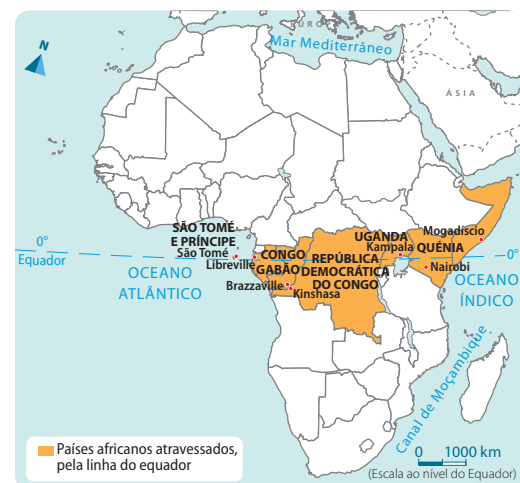 EUROPA
Mar Mediterrâneo
N
ÁSIA
SÃO TOMÉ
E PRÍNCIPE
São Tomé
0°
Equador
OCEANO
ATLÂNTICO
Libreville
CONGO
GABÃO
Brazzaville
Kinshasa
REPÚBLICA
DEMOCRÁTICA
DO CONGO
UGANDA
Kampala
QUÉNIA
Nairobi
Mogadíscio
0°
OCEANO
ÍNDICO
Canal de Moçambique
Países africanos atravessados,
pela linha do equador
0 1000 km
(Escala ao nível do Equador)